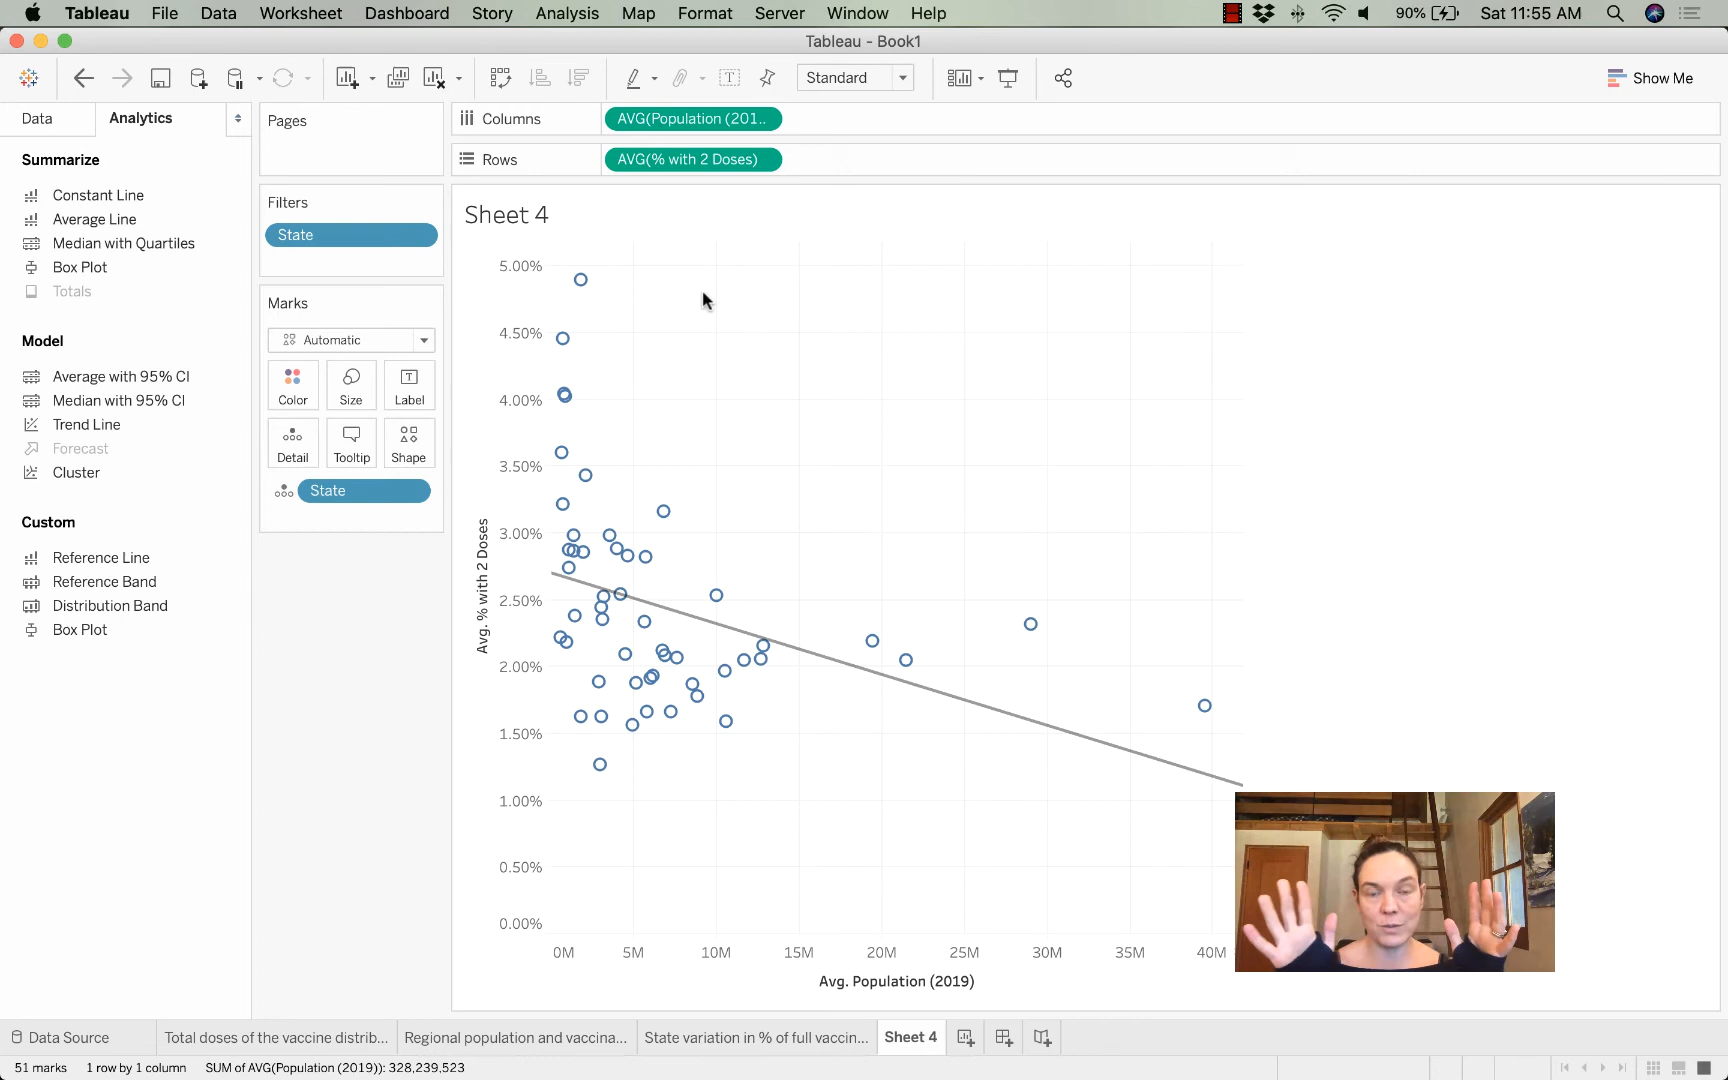 Tableau File Data Worksheet Dashboard Story Analysis Map Format Server Window Help 90% Sat 11:55 AM
Tableau - Book1
Standard
Show Me
Data
Analytics
Summarize
Constant Line
Average Line
Median with Quartiles
Box Plot
Totals
Model
Average with 95% CI
Median with 95% CI
Trend Line
Forecast
Cluster
Custom
Reference Line
Reference Band
Distribution Band
Box Plot
Pages
Filters
State
Marks
Automatic
Color Size Label
Detail Tooltip Shape
State
Columns AVG(Population (201..
Rows AVG(% with 2 Doses)
Sheet 4
Avg. % with 2 Doses
5.00%
4.50%
4.00%
3.50%
3.00%
2.50%
2.00%
1.50%
1.00%
0.50%
0.00%
0M 5M 10M 15M 20M 25M 30M 35M 40M
Avg. Population (2019)
Data Source Total doses of the vaccine distrib... Regional population and vaccina... State variation in % of full vaccin... Sheet 4
51 marks 1 row by 1 column SUM of AVG(Population (2019)): 328,239,523